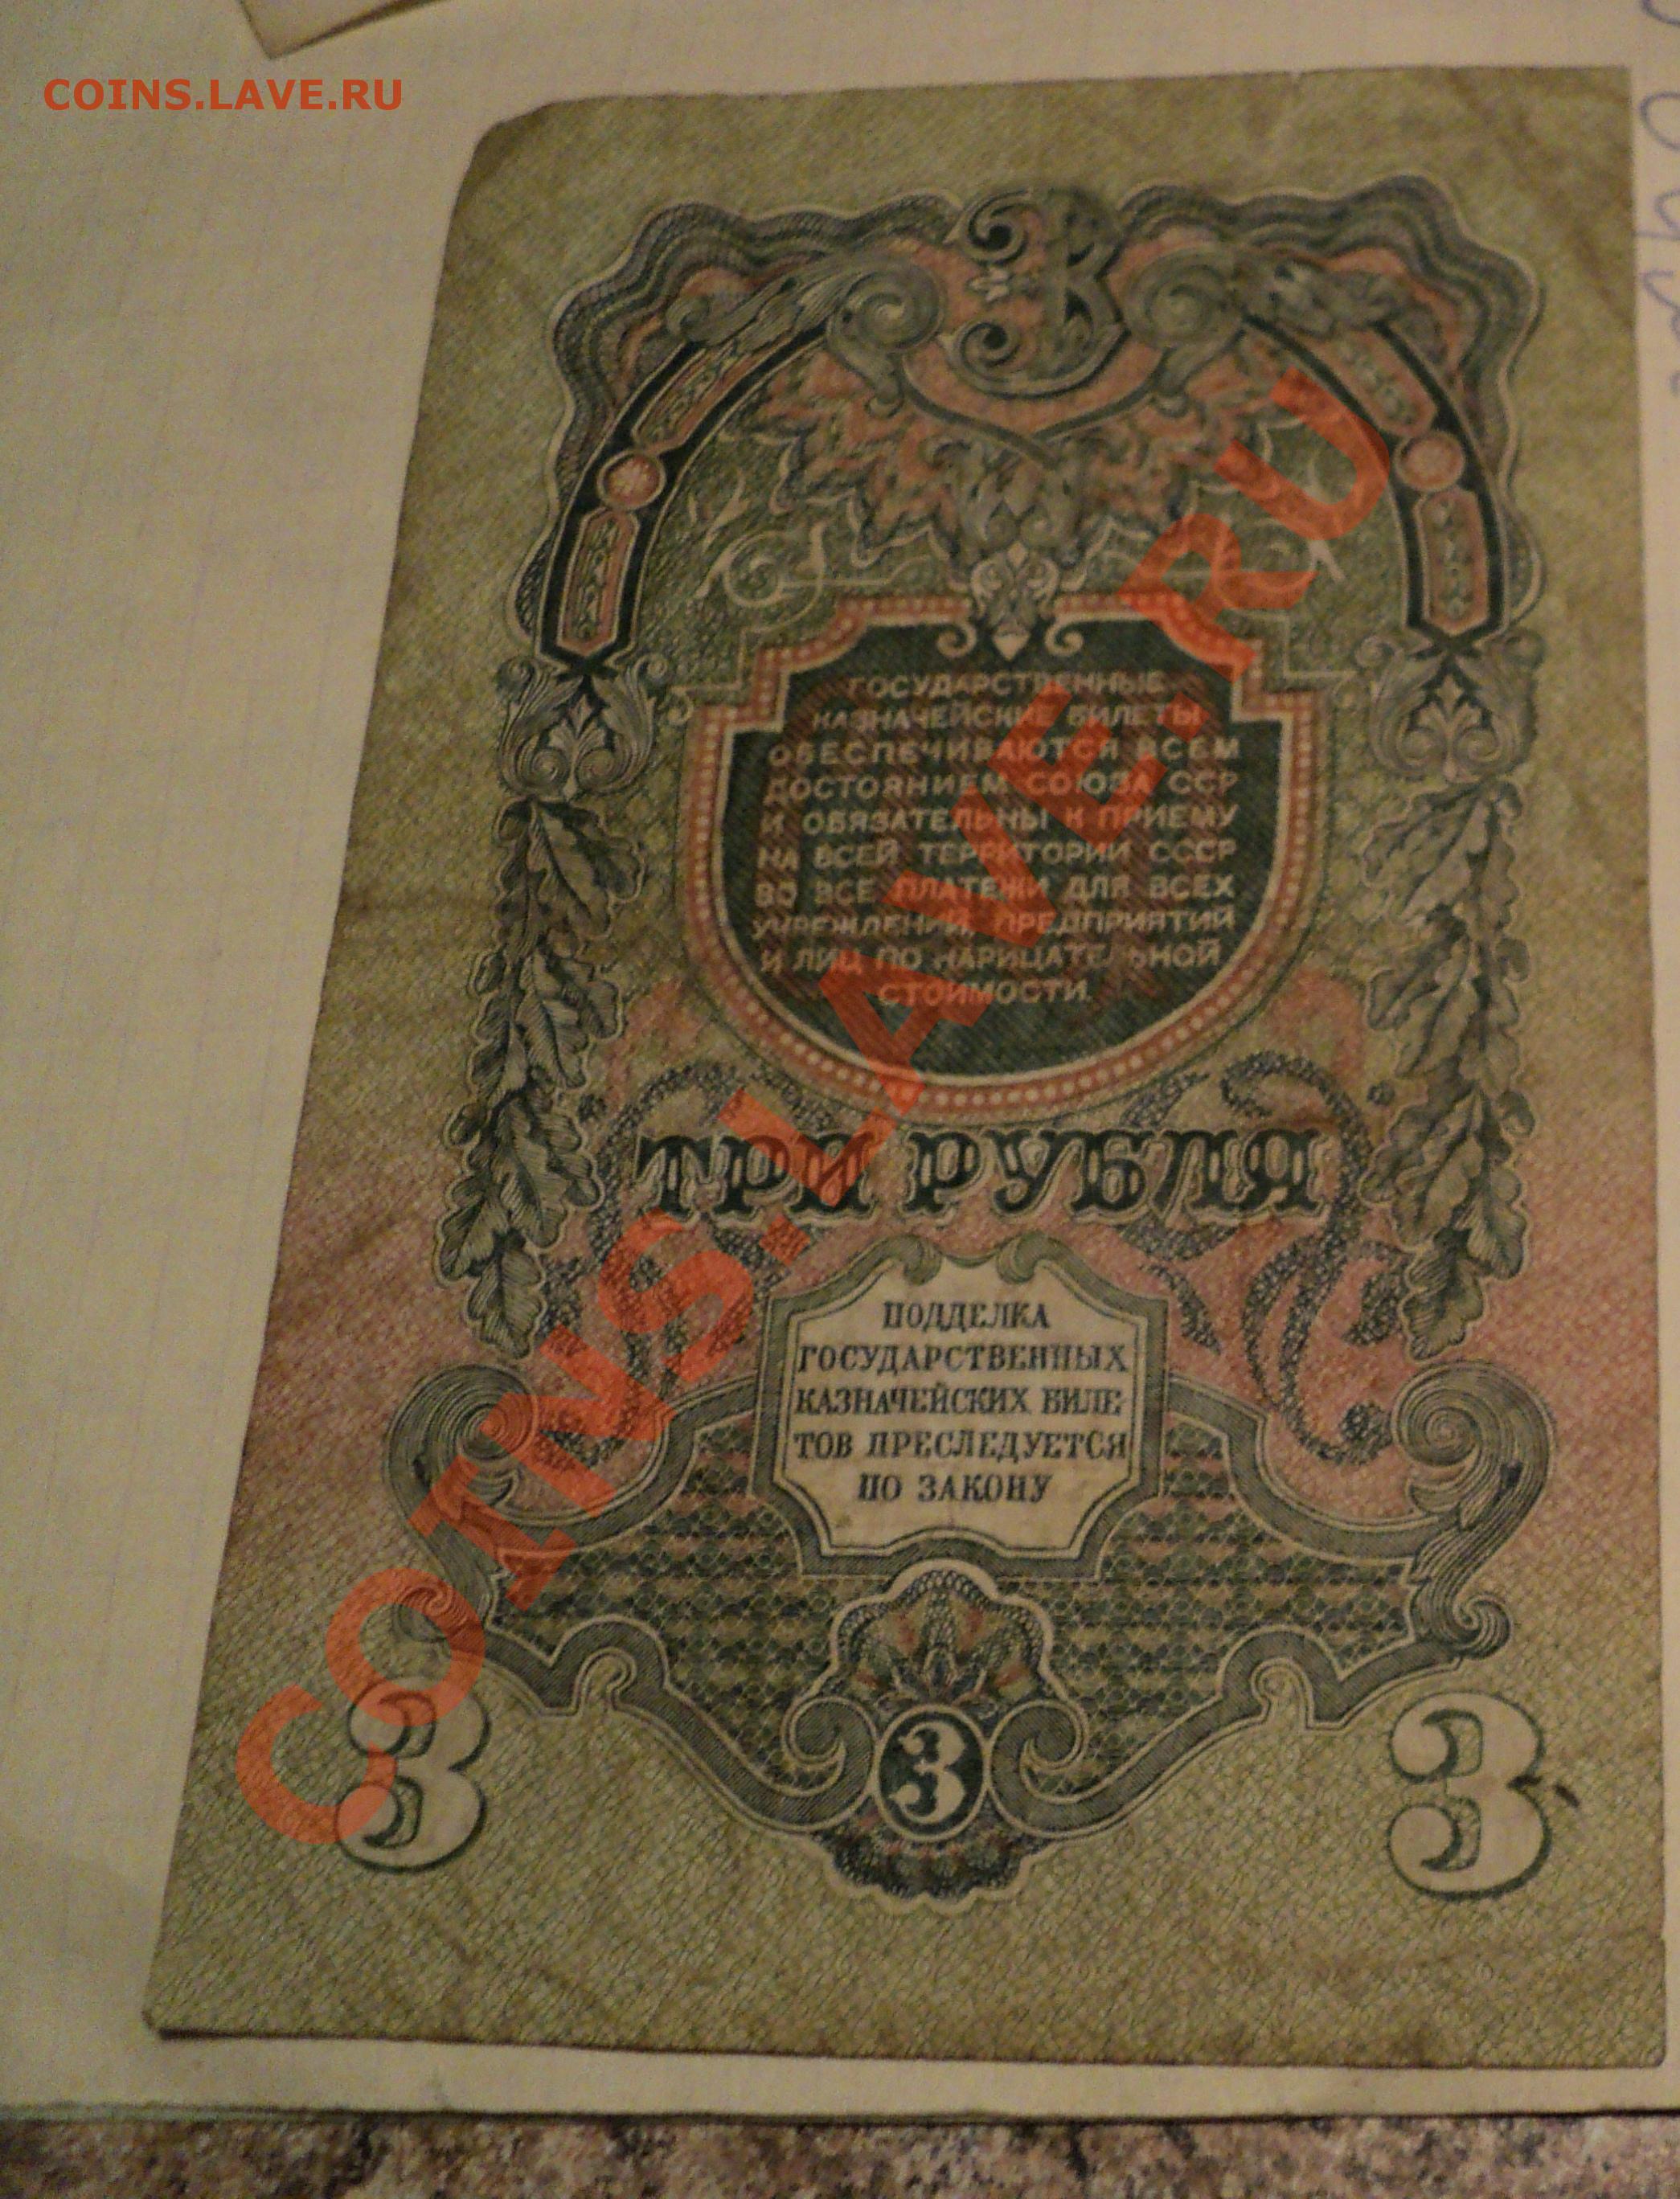 COINS.LAVE.RU
ГОСУДАРСТВЕННЫЕ
КАЗНАЧЕЙСКИЕ БИЛЕТЫ
ОБЕСПЕЧИВАЮТСЯ ВСЕМ
ДОСТОЯНИЕМ СОЮЗА ССР
И ОБЯЗАТЕЛЬНЫ К ПРИЕМУ
НА ВСЕЙ ТЕРРИТОРИИ СССР
ВО ВСЕ ПЛАТЕЖИ ДЛЯ ВСЕХ
УЧРЕЖДЕНИЙ, ПРЕДПРИЯТИЙ
И ЛИЦ ПО НАРИЦАТЕЛЬНОЙ
СТОИМОСТИ.
ТРИ РУБЛЯ
ПОДДЕЛКА
ГОСУДАРСТВЕННЫХ
КАЗНАЧЕЙСКИХ БИЛЕ-
ТОВ ПРЕСЛЕДУЕТСЯ
ПО ЗАКОНУ
3 3 3
COINS.LAVE.RU